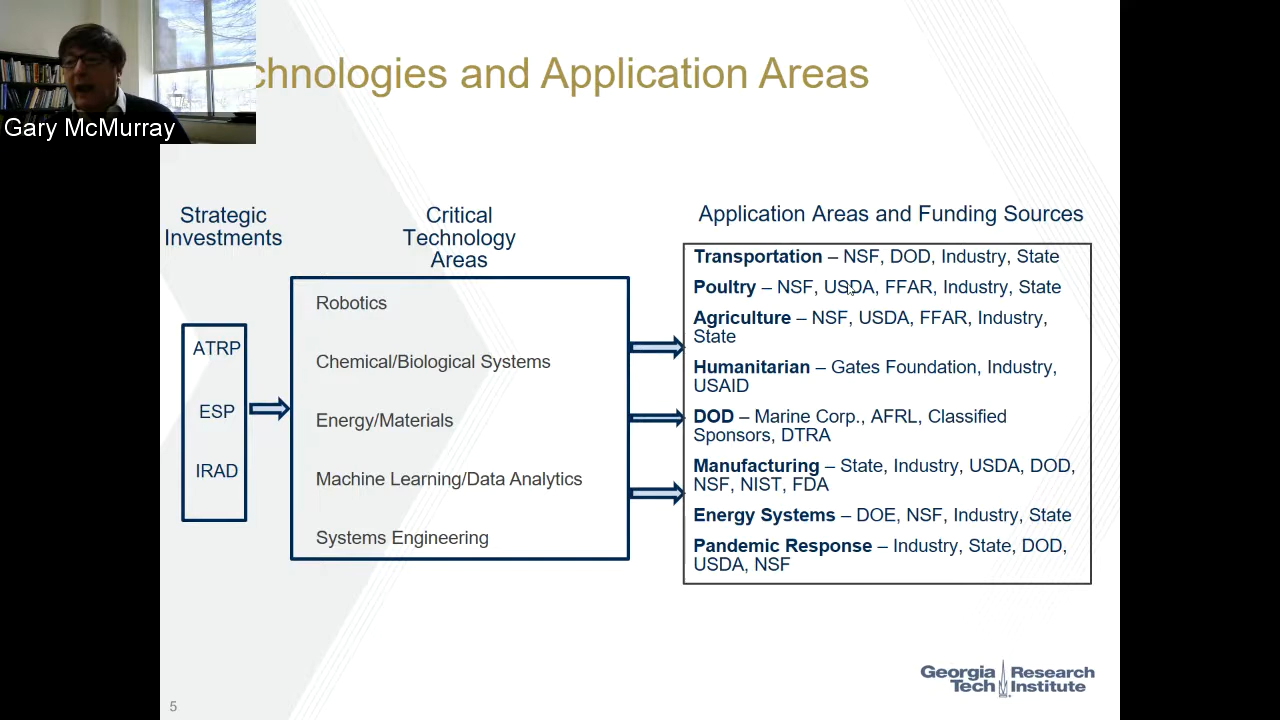 chnologies and Application Areas
Gary McMurray
Strategic
Investments
ATRP
ESP
IRAD
Critical
Technology
Areas
Robotics
Chemical/Biological Systems
Energy/Materials
Machine Learning/Data Analytics
Systems Engineering
Application Areas and Funding Sources
Transportation – NSF, DOD, Industry, State
Poultry – NSF, USDA, FFAR, Industry, State
Agriculture – NSF, USDA, FFAR, Industry,
State
Humanitarian – Gates Foundation, Industry,
USAID
DOD – Marine Corp., AFRL, Classified
Sponsors, DTRA
Manufacturing – State, Industry, USDA, DOD,
NSF, NIST, FDA
Energy Systems – DOE, NSF, Industry, State
Pandemic Response – Industry, State, DOD,
USDA, NSF
Georgia Research
Tech Institute
5